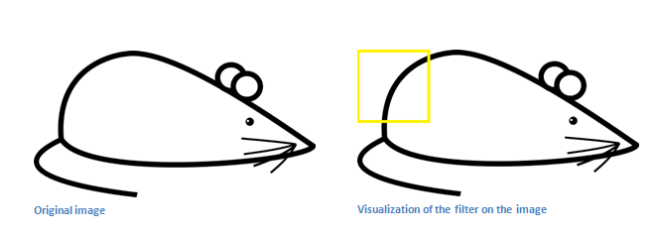 Original image
Visualization of the filter on the image